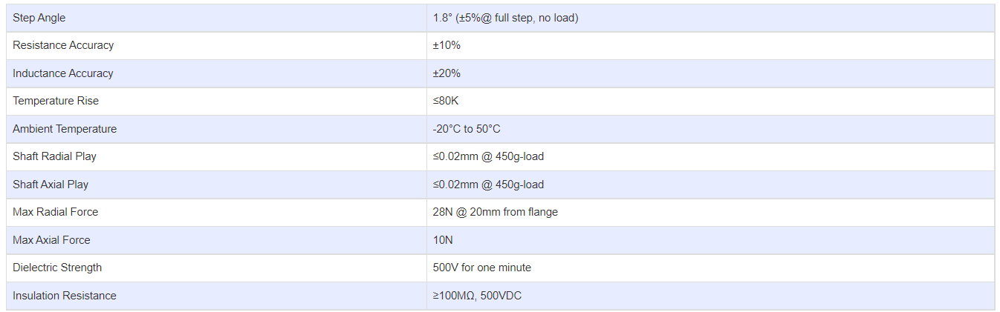 Step Angle 1.8° (±5%@ full step, no load)
Resistance Accuracy ±10%
Inductance Accuracy ±20%
Temperature Rise ≤80K
Ambient Temperature -20°C to 50°C
Shaft Radial Play ≤0.02mm @ 450g-load
Shaft Axial Play ≤0.02mm @ 450g-load
Max Radial Force 28N @ 20mm from flange
Max Axial Force 10N
Dielectric Strength 500V for one minute
Insulation Resistance ≥100MΩ, 500VDC